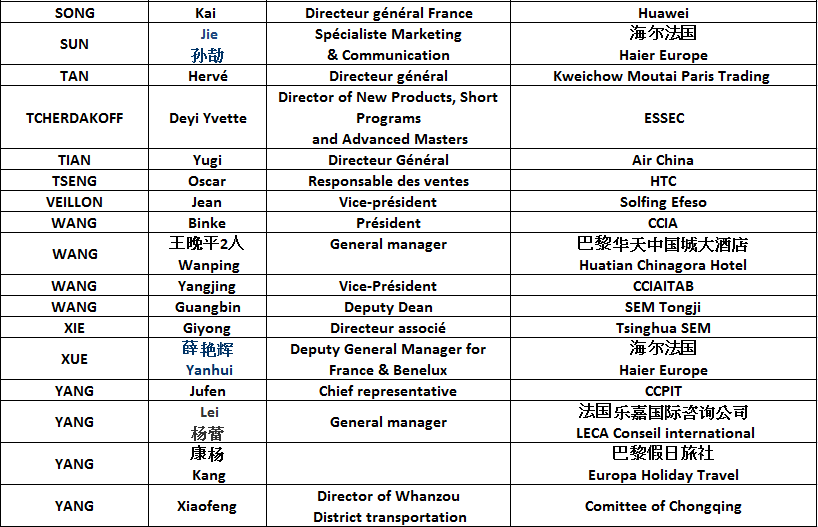 SONG Kai Directeur général France Huawei
SUN Jie Spécialiste Marketing 海尔法国
孙劼 & Communication Haier Europe
TAN Hervé Directeur général Kweichow Moutai Paris Trading
TCHERDAKOFF Deyi Yvette Director of New Products, Short ESSEC
Programs
and Advanced Masters
TIAN Yugi Directeur Général Air China
TSENG Oscar Responsable des ventes HTC
VEILLON Jean Vice-président Solfing Efeso
WANG Binke Président CCIA
WANG 王晚平2人 General manager 巴黎华天中国城大酒店
Wanping Huatian Chinagora Hotel
WANG Yangjing Vice-Président CCIAITAB
WANG Guangbin Deputy Dean SEM Tongji
XIE Giyong Directeur associé Tsinghua SEM
XUE 薛艳辉 Deputy General Manager for 海尔法国
Yanhui France & Benelux Haier Europe
YANG Jufen Chief representative CCPIT
YANG Lei General manager 法国乐嘉国际咨询公司
杨蕾 LECA Conseil international
YANG 康杨 巴黎假日旅社
Kang Europa Holiday Travel
YANG Xiaofeng Director of Whanzou Comittee of Chongqing
District transportation